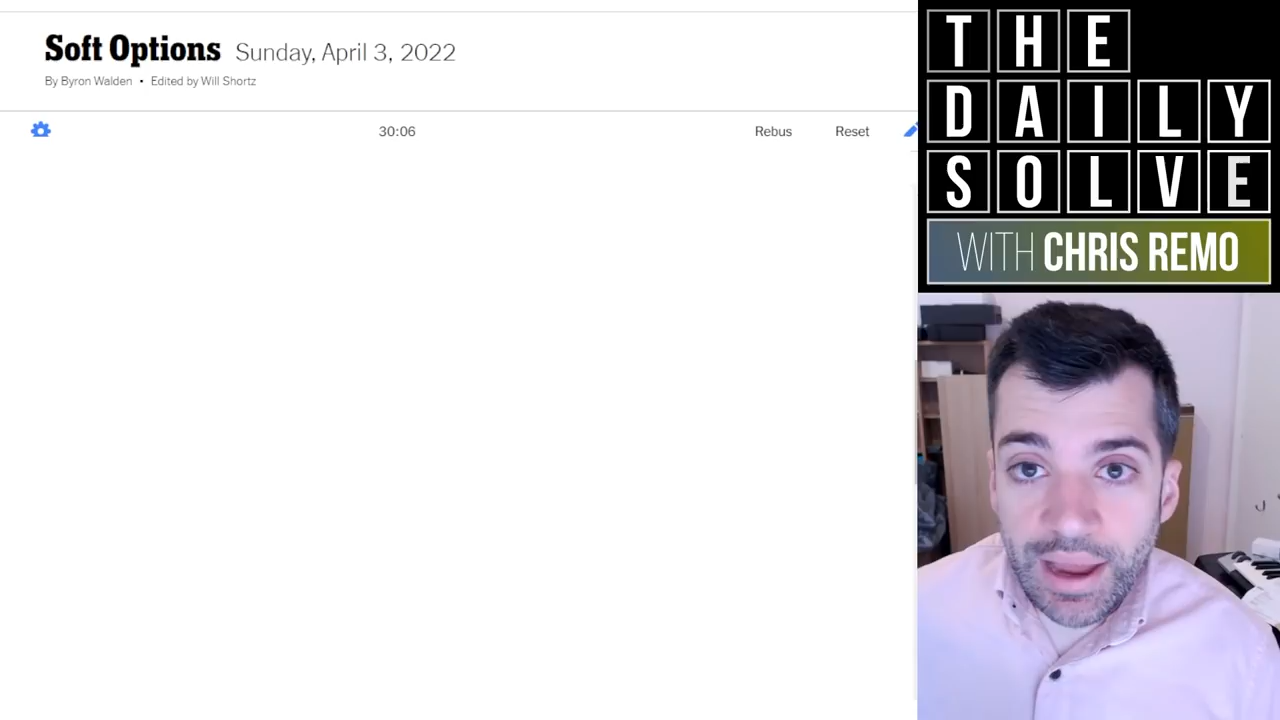 Soft Options Sunday, April 3, 2022
By Byron Walden • Edited by Will Shortz
30:06 Rebus Reset
THE
DAILY
SOLVE
WITH CHRIS REMO